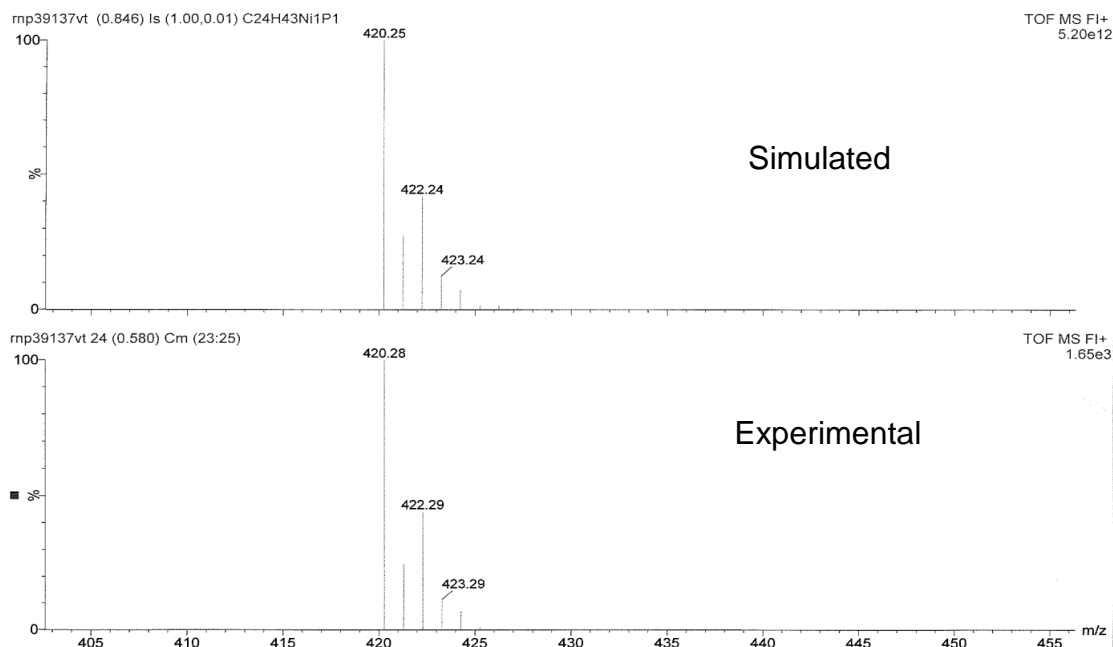 rnp39137vt (0.846) Is (1.00,0.01) C24H43Ni1P1
TOF MS FI+
5.20e12
100
420.25
Simulated
%
422.24
423.24
0
rnp39137vt 24 (0.580) Cm (23:25)
TOF MS FI+
1.65e3
100
420.28
Experimental
%
422.29
423.29
0
405 410 415 420 425 430 435 440 445 450 455 m/z